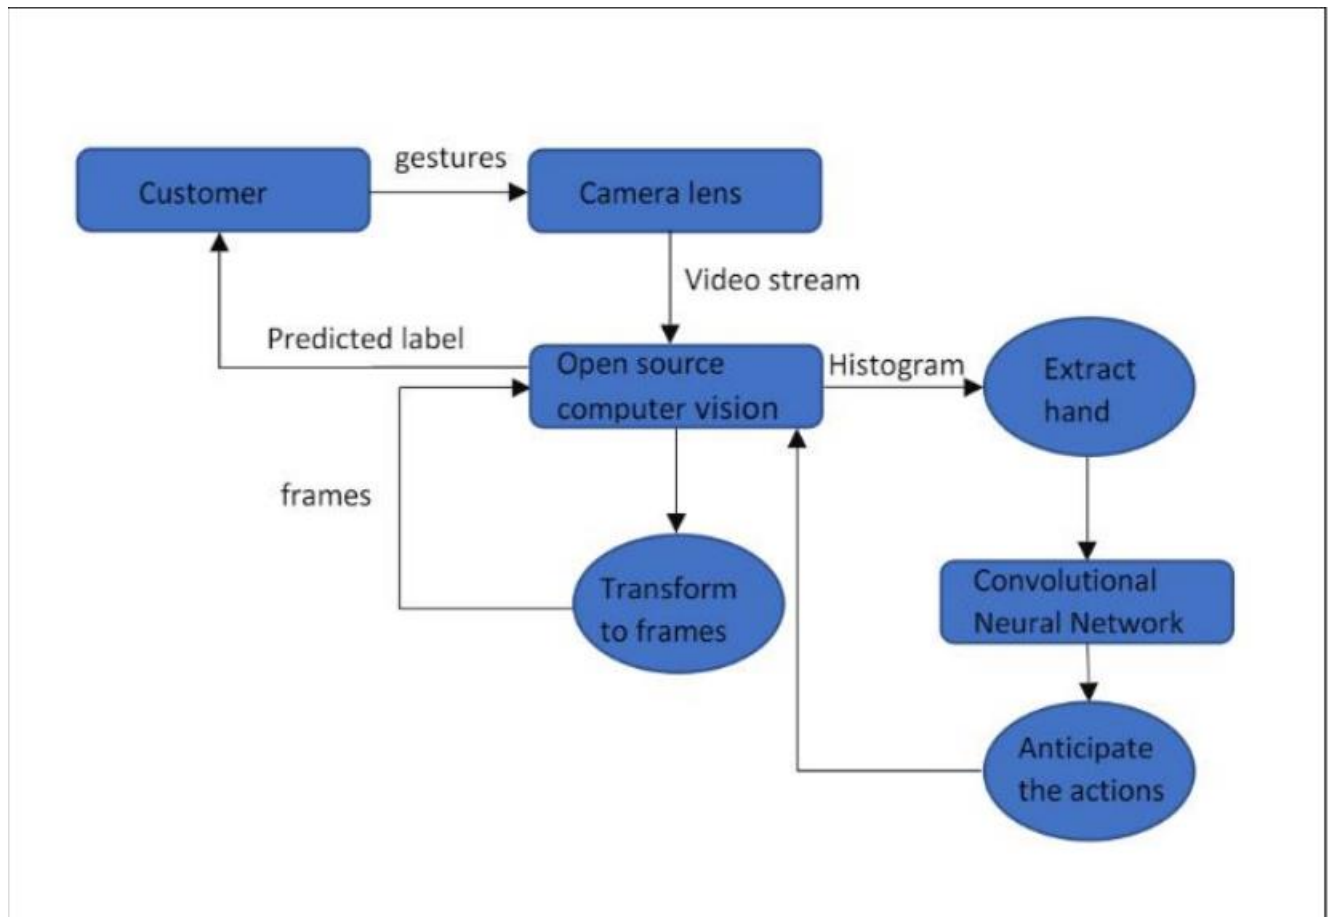 gestures
Customer
Camera lens
Video stream
Predicted label
Open source
computer vision
Histogram
Extract
hand
frames
Transform
to frames
Convolutional
Neural Network
Anticipate
the actions